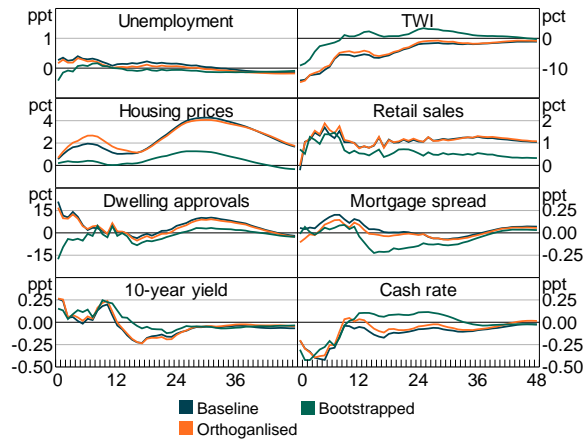 ppt Unemployment TWI pct
1 0
0 -10
pct Housing prices Retail sales pct
4 2
2 1
0 0
pct Dwelling approvals Mortgage spread ppt
15 0.25
0 0.00
-15 -0.25
ppt 10-year yield Cash rate ppt
0.25 0.25
0.00 0.00
-0.25 -0.25
-0.50 -0.50
0 12 24 36 0 12 24 36 48
Baseline Bootstrapped
Orthoganlised